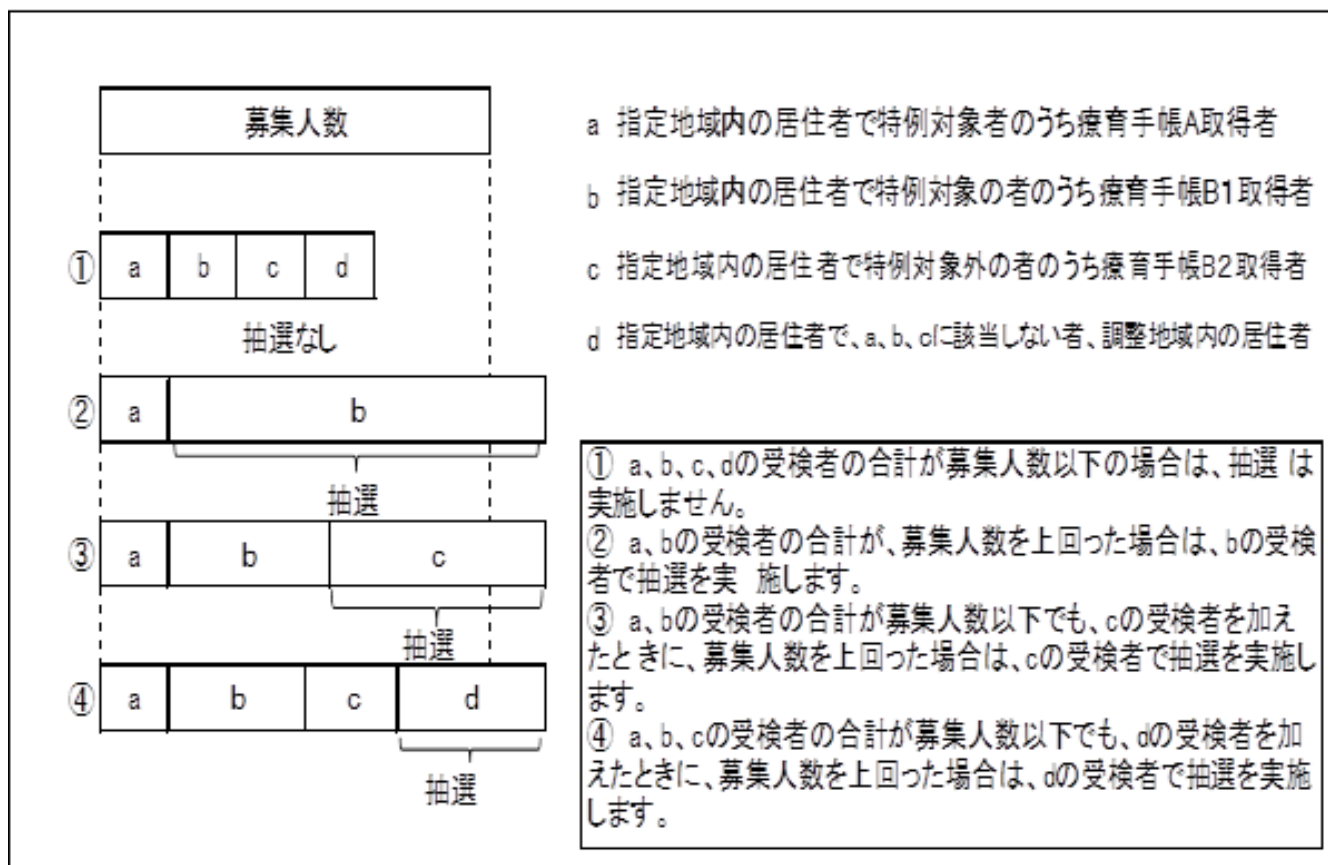 募集人数
a 指定地域内の居住者で特例対象者のうち療育手帳A取得者
b 指定地域内の居住者で特例対象の者のうち療育手帳B1取得者
c 指定地域内の居住者で特例対象外の者のうち療育手帳B2取得者
d 指定地域内の居住者で、a、b、cに該当しない者、調整地域内の居住者
① a b c d
抽選なし
② a b
抽選
③ a b c
抽選
④ a b c d
抽選
① a、b、c、dの受検者の合計が募集人数以下の場合は、抽選 は
実施しません。
② a、bの受検者の合計が、募集人数を上回った場合は、bの受検
者で抽選を実 施します。
③ a、bの受検者の合計が募集人数以下でも、cの受検者を加え
たときに、募集人数を上回った場合は、cの受検者で抽選を実施し
ます。
④ a、b、cの受検者の合計が募集人数以下でも、dの受検者を加
えたときに、募集人数を上回った場合は、dの受検者で抽選を実施
します。